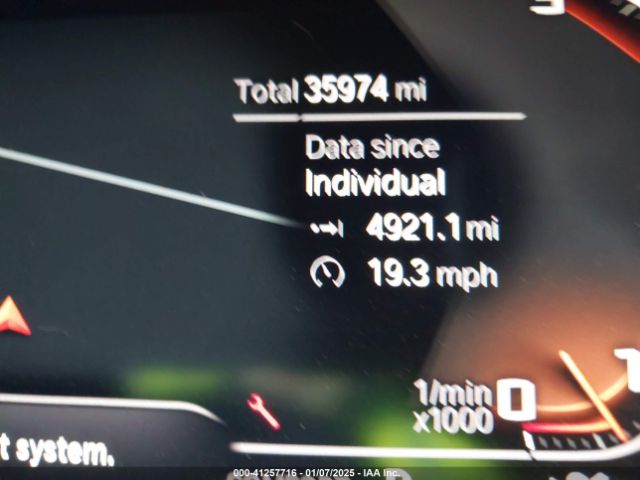 Total 35974 mi
Data since
Individual
4921.1 mi
19.3 mph
1/min 0
x1000
t system.
000-41257716 - 01/07/2025 - IAA Inc.